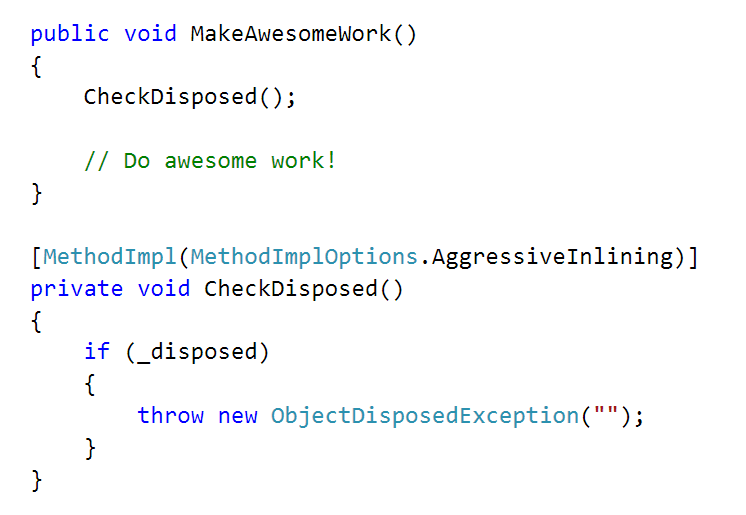 public void MakeAwesomeWork()
{
    CheckDisposed();

    // Do awesome work!
}

[MethodImpl(MethodImplOptions.AggressiveInlining)]
private void CheckDisposed()
{
    if (_disposed)
    {
        throw new ObjectDisposedException("");
    }
}